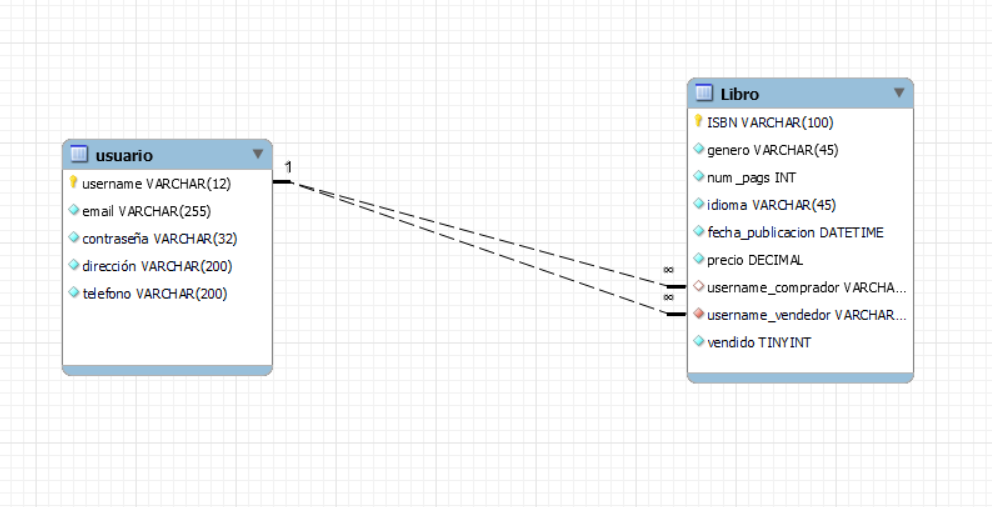 usuario
username VARCHAR(12)
email VARCHAR(255)
contraseña VARCHAR(32)
dirección VARCHAR(200)
telefono VARCHAR(200)
1
∞
∞
Libro
ISBN VARCHAR(100)
genero VARCHAR(45)
num_pags INT
idioma VARCHAR(45)
fecha_publicacion DATETIME
precio DECIMAL
username_comprador VARCHA...
username_vendedor VARCHAR...
vendido TINYINT